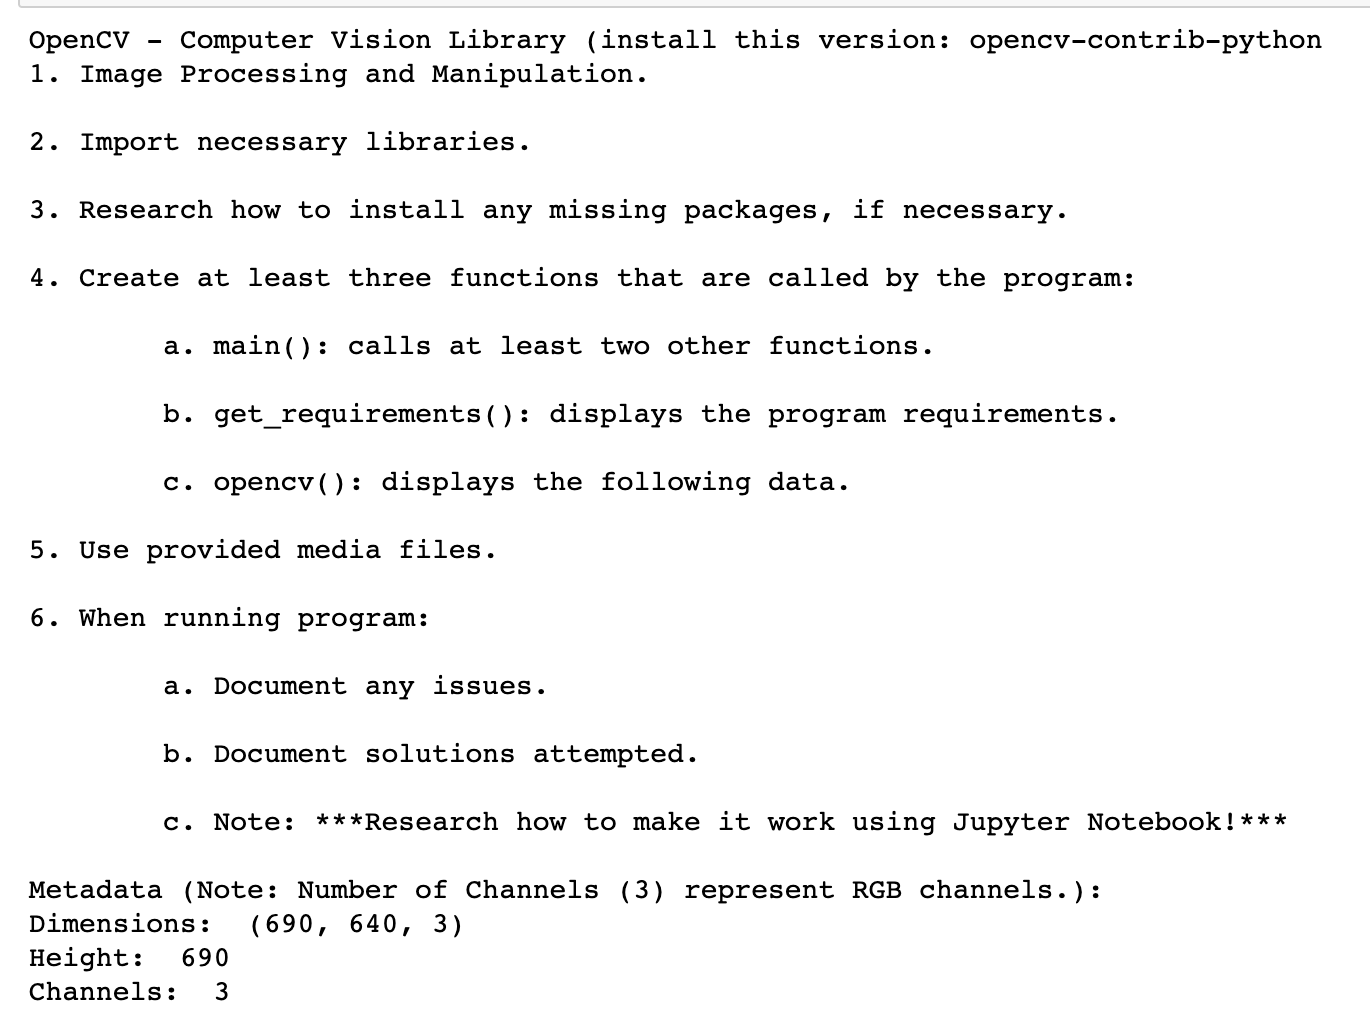 OpenCV - Computer Vision Library (install this version: opencv-contrib-python
1. Image Processing and Manipulation.
2. Import necessary libraries.
3. Research how to install any missing packages, if necessary.
4. Create at least three functions that are called by the program:
a. main(): calls at least two other functions.
b. get_requirements(): displays the program requirements.
c. opencv(): displays the following data.
5. Use provided media files.
6. When running program:
a. Document any issues.
b. Document solutions attempted.
c. Note: ***Research how to make it work using Jupyter Notebook!***
Metadata (Note: Number of Channels (3) represent RGB channels.):
Dimensions:  (690, 640, 3)
Height:  690
Channels:  3